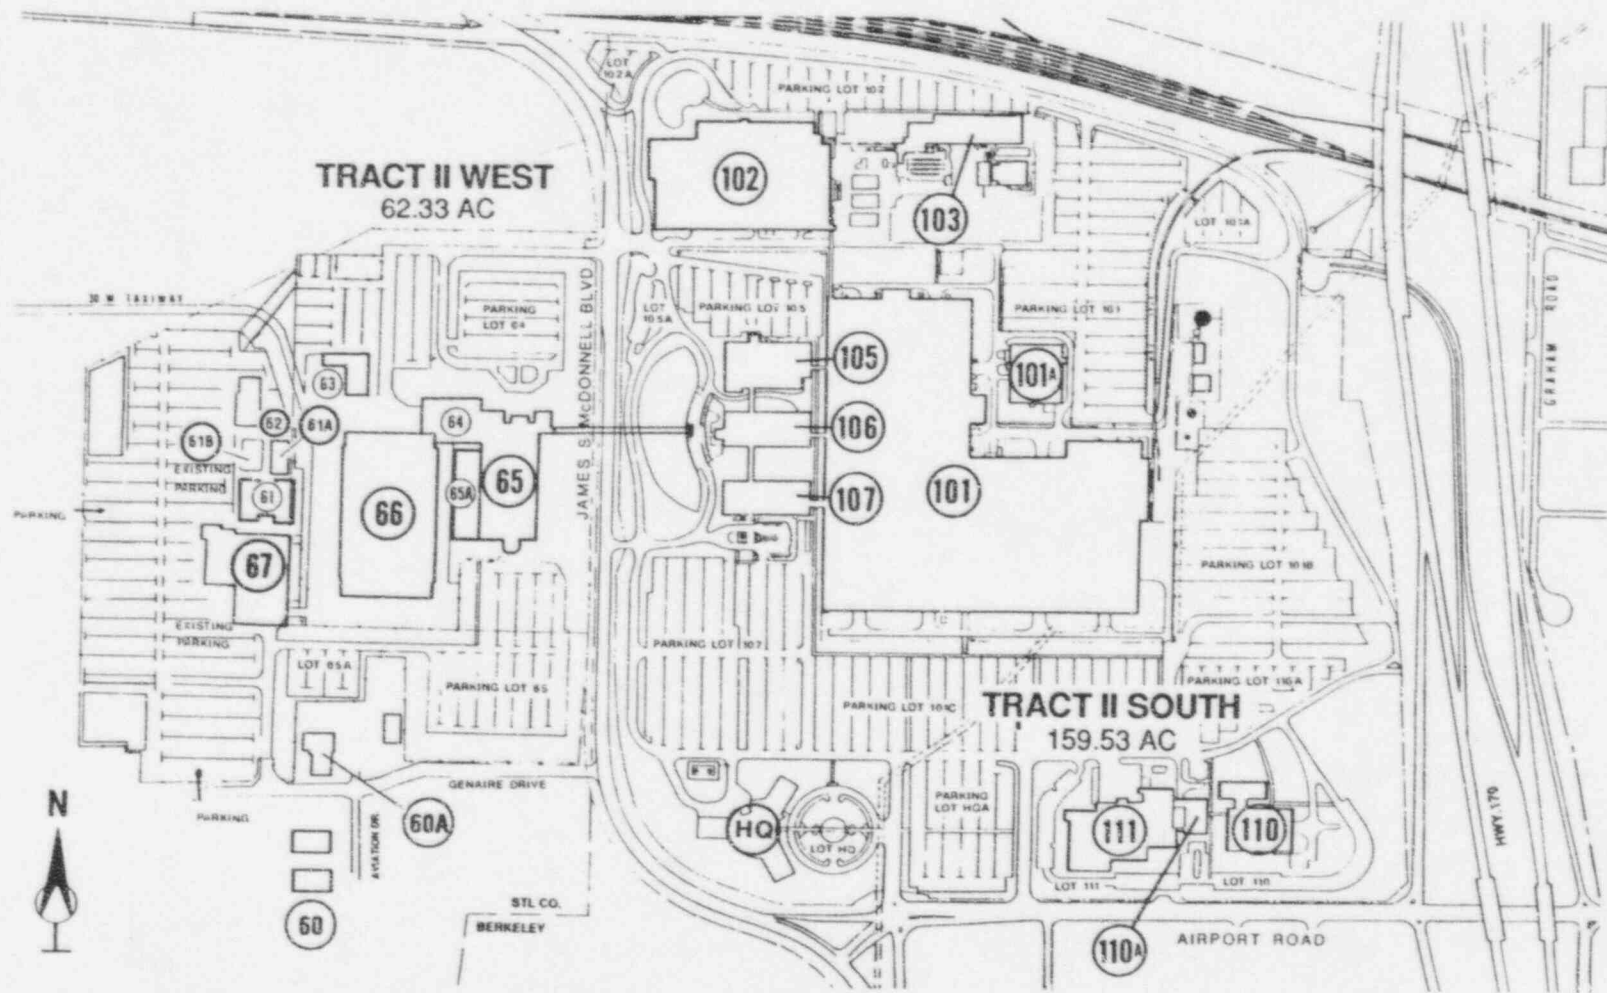 LOT
102A
PARKING LOT 102
TRACT II WEST
62.33 AC
102
103
LOT 101A
30 M TAXIWAY
PARKING
LOT 64
JAMES S. McDONNELL BLVD
LOT
105A
PARKING LOT 105
PARKING LOT 101
GRAHAM ROAD
105
101A
63
62
61A
64
106
61B
EXISTING
PARKING
61
65A
65
66
107
101
PARKING
67
PARKING LOT 101B
EXISTING
PARKING
PARKING LOT 107
LOT 65A
PARKING LOT 65
PARKING LOT 110A
PARKING LOT 101C
TRACT II SOUTH
159.53 AC
GENAIRE DRIVE
PARKING
LOT HQA
N
PARKING
60A
AVIATION DR.
HQ
LOT HQ
111
110
HWY. 170
LOT 111
LOT 110
60
STL CO.
BERKELEY
110A
AIRPORT ROAD